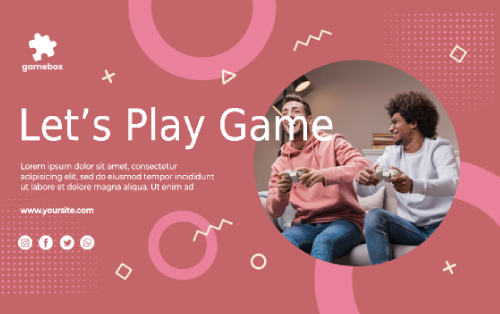 gamebox
Let's Play Game
Lorem ipsum dolor sit amet, consectetur
adipiscing elit, sed do eiusmod tempor incididunt
ut labore et dolore magna aliqua. Ut enim ad
www.yoursite.com